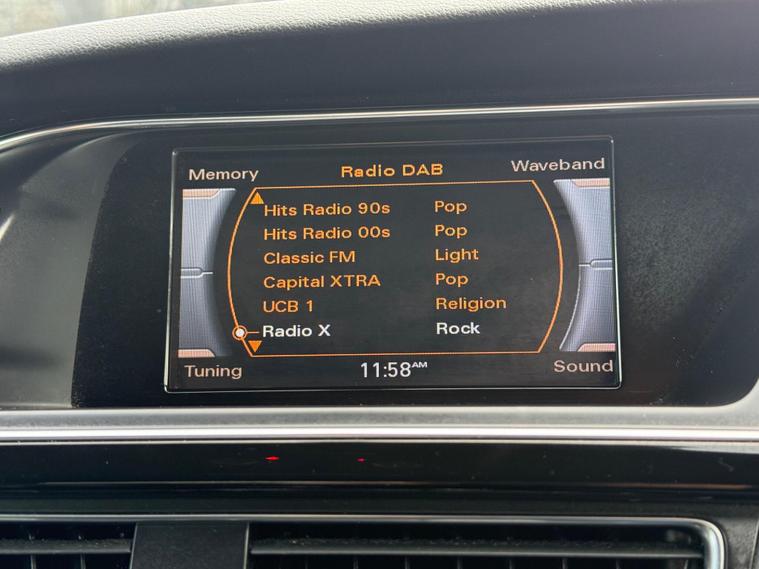 Memory Radio DAB Waveband
Hits Radio 90s Pop
Hits Radio 00s Pop
Classic FM Light
Capital XTRA Pop
UCB 1 Religion
Radio X Rock
Tuning 11:58AM Sound